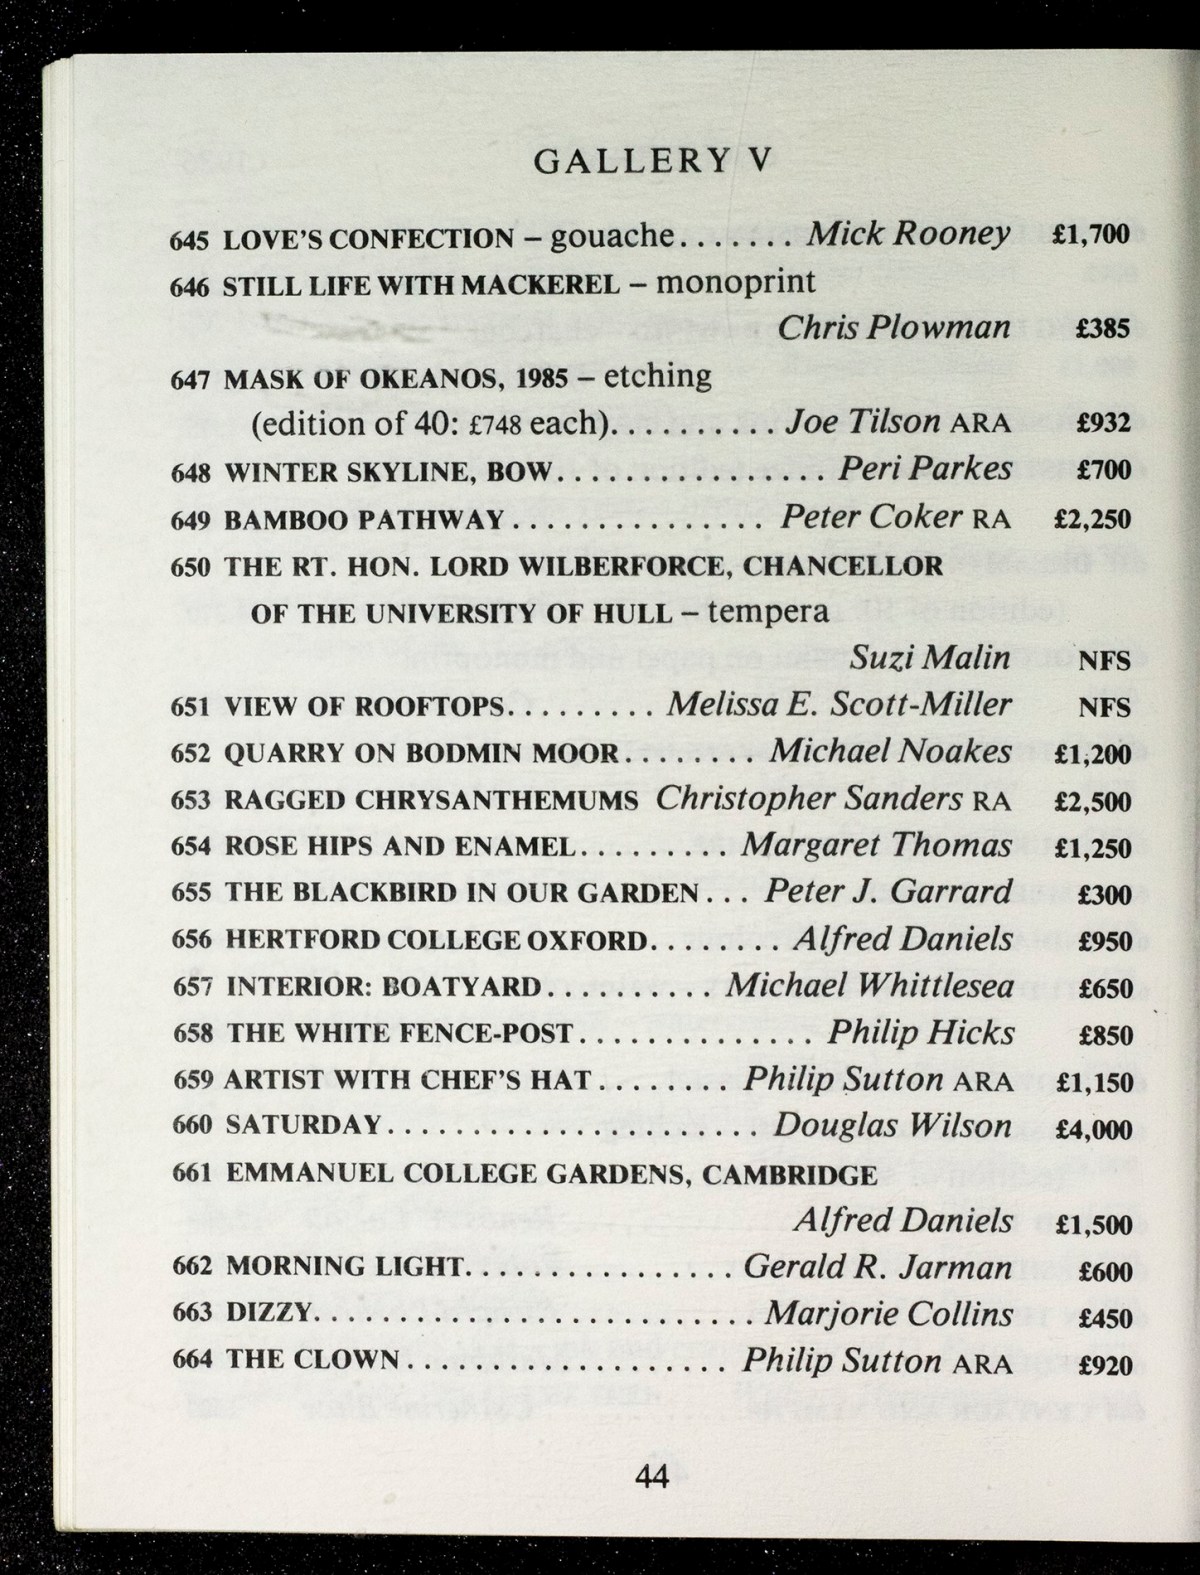 GALLERY V
645 LOVE'S CONFECTION – gouache....... Mick Rooney £1,700
646 STILL LIFE WITH MACKEREL – monoprint
Chris Plowman £385
647 MASK OF OKEANOS, 1985 – etching
(edition of 40: £748 each).......... Joe Tilson ARA £932
648 WINTER SKYLINE, BOW................ Peri Parkes £700
649 BAMBOO PATHWAY............... Peter Coker RA £2,250
650 THE RT. HON. LORD WILBERFORCE, CHANCELLOR
OF THE UNIVERSITY OF HULL – tempera
Suzi Malin NFS
651 VIEW OF ROOFTOPS......... Melissa E. Scott-Miller NFS
652 QUARRY ON BODMIN MOOR........ Michael Noakes £1,200
653 RAGGED CHRYSANTHEMUMS Christopher Sanders RA £2,500
654 ROSE HIPS AND ENAMEL......... Margaret Thomas £1,250
655 THE BLACKBIRD IN OUR GARDEN... Peter J. Garrard £300
656 HERTFORD COLLEGE OXFORD........ Alfred Daniels £950
657 INTERIOR: BOATYARD.......... Michael Whittlesea £650
658 THE WHITE FENCE-POST.............. Philip Hicks £850
659 ARTIST WITH CHEF'S HAT........ Philip Sutton ARA £1,150
660 SATURDAY...................... Douglas Wilson £4,000
661 EMMANUEL COLLEGE GARDENS, CAMBRIDGE
Alfred Daniels £1,500
662 MORNING LIGHT................ Gerald R. Jarman £600
663 DIZZY.......................... Marjorie Collins £450
664 THE CLOWN................... Philip Sutton ARA £920
44